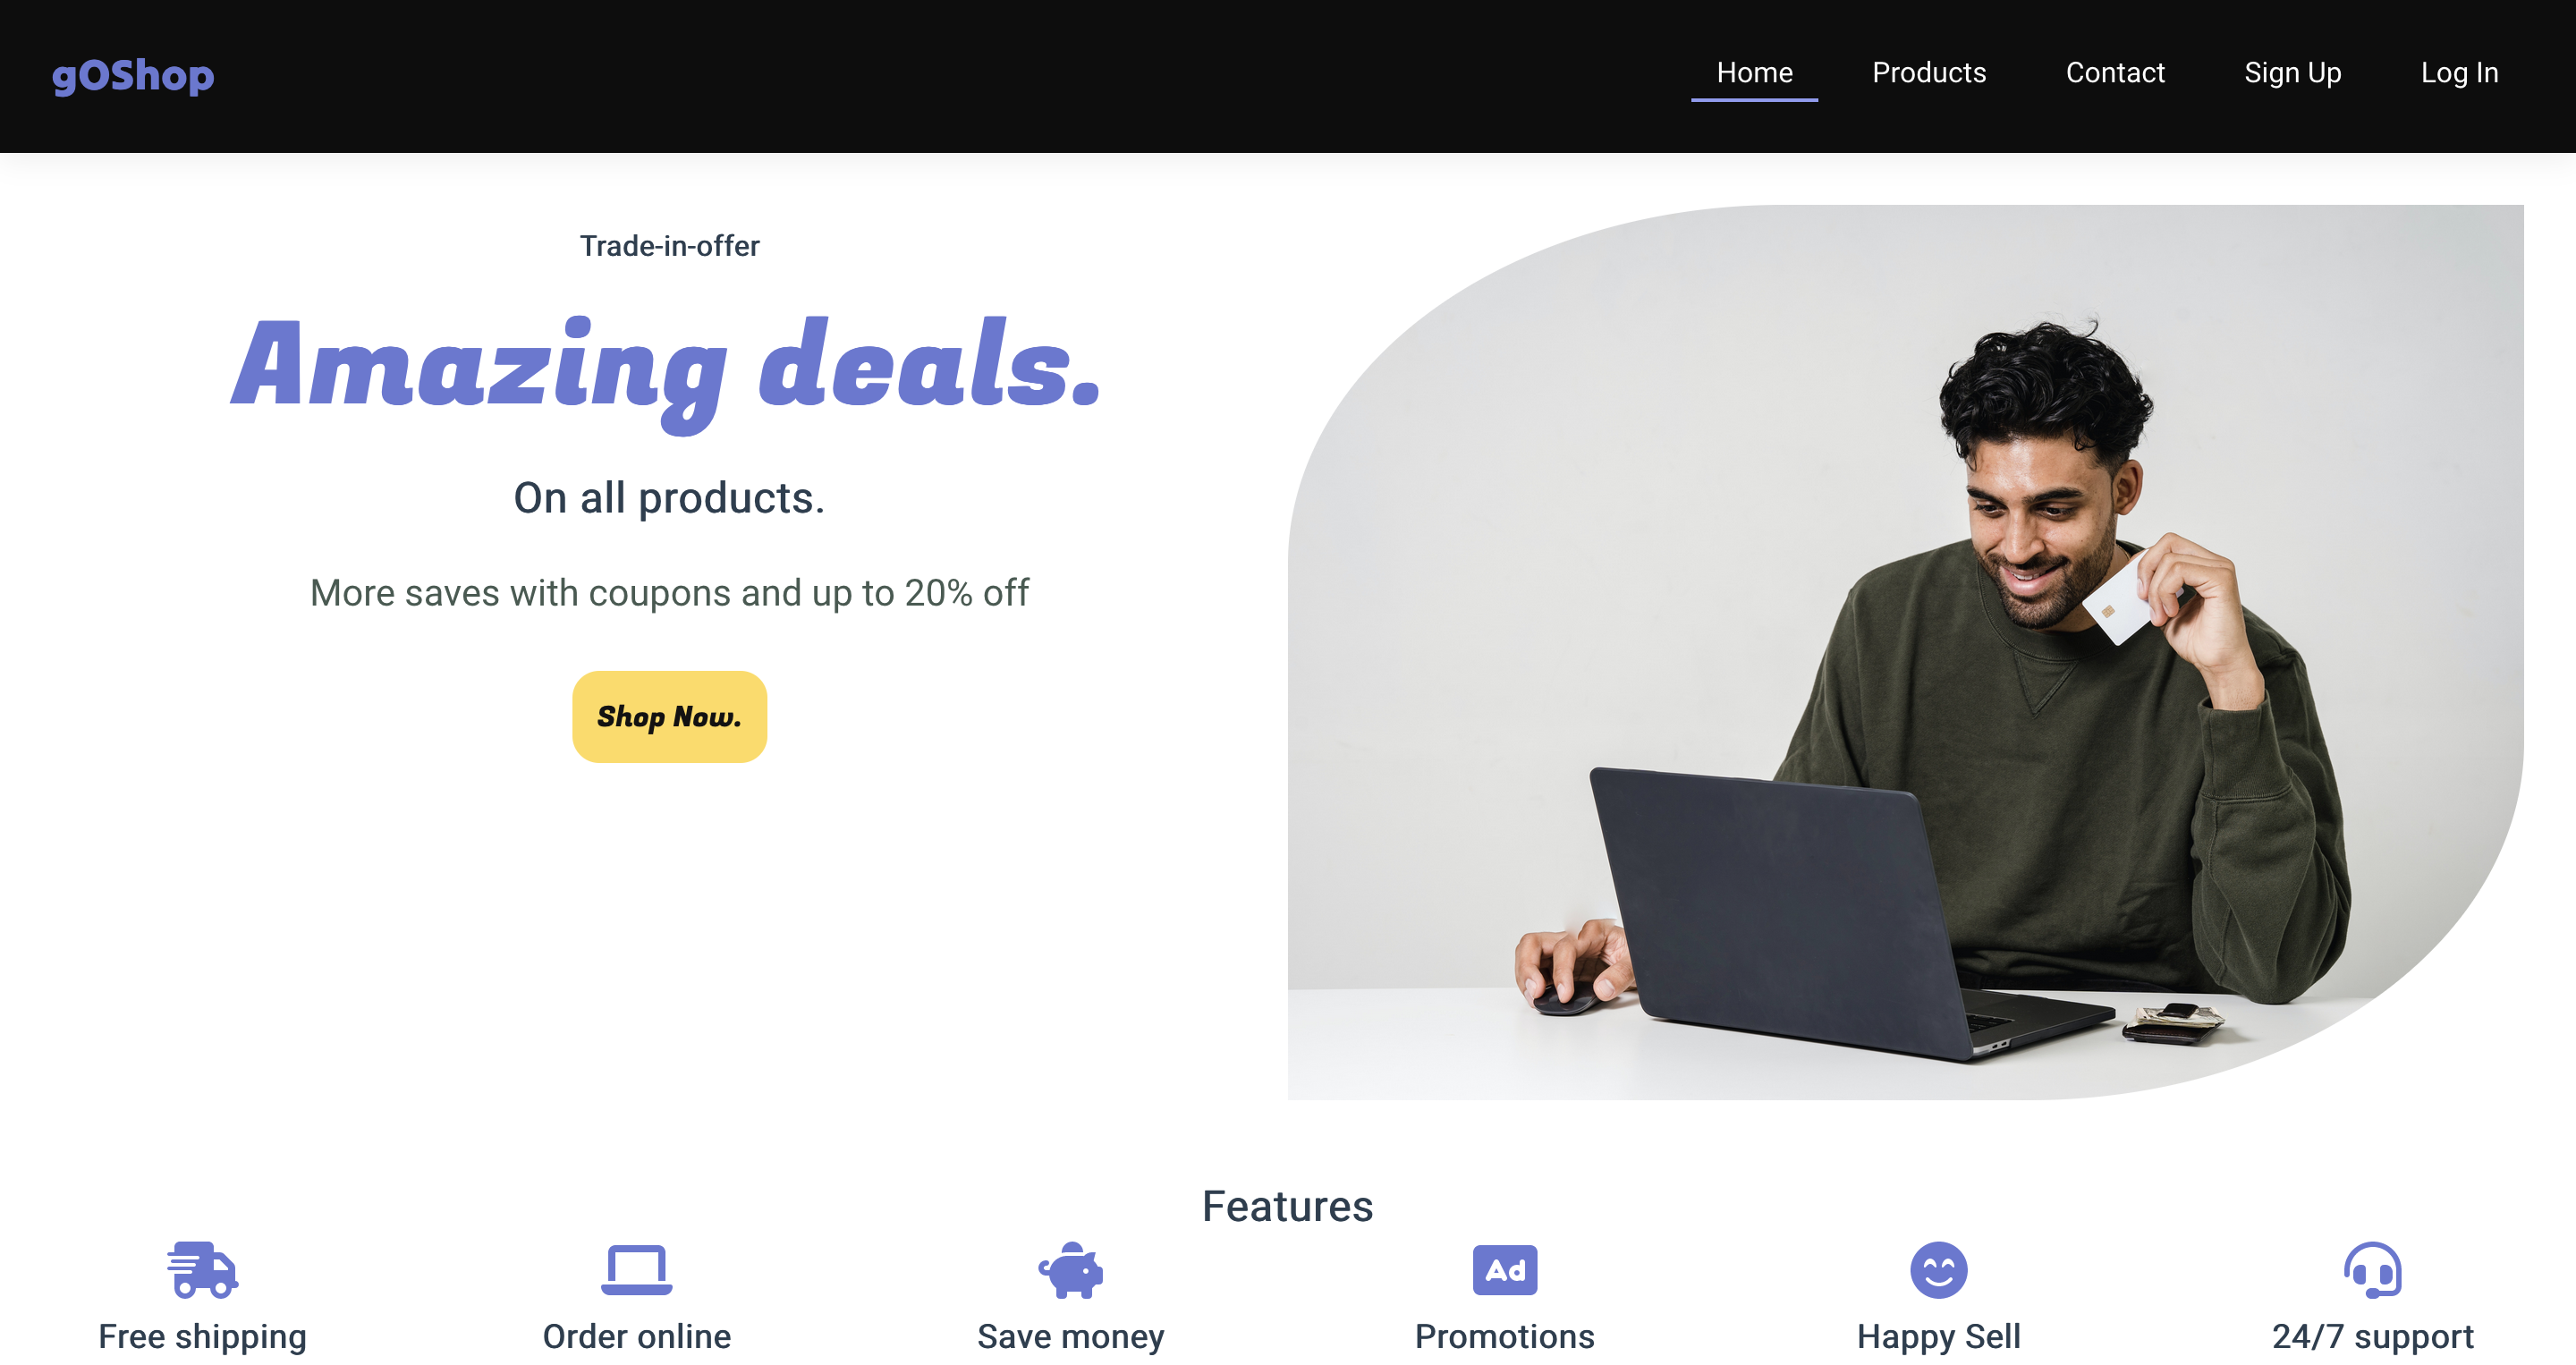 gOShop
Home Products Contact Sign Up Log In
Trade-in-offer
Amazing deals.
On all products.
More saves with coupons and up to 20% off
Shop Now.
Features
Ad
Free shipping Order online Save money Promotions Happy Sell 24/7 support